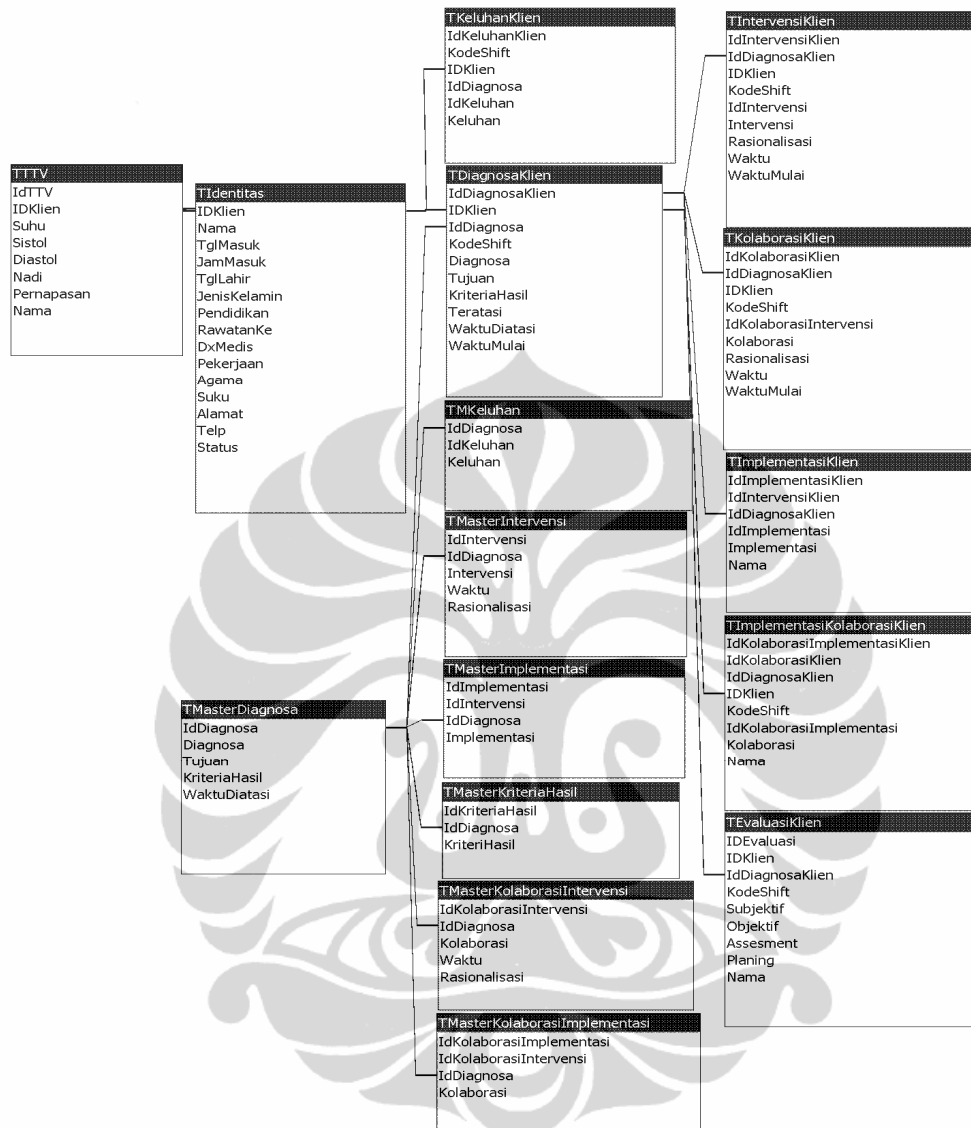 TTTV
IdTTV
IDKlien
Suhu
Sistol
Diastol
Nadi
Pernapasan
Nama
TIdentitas
IDKlien
Nama
TglMasuk
JamMasuk
TglLahir
JenisKelamin
Pendidikan
RawatanKe
DxMedis
Pekerjaan
Agama
Suku
Alamat
Telp
Status
TMasterDiagnosa
IdDiagnosa
Diagnosa
Tujuan
KriteriaHasil
WaktuDiatasi
TKeluhanKlien
IdKeluhanKlien
KodeShift
IDKlien
IdDiagnosa
IdKeluhan
Keluhan
TDiagnosaKlien
IdDiagnosaKlien
IDKlien
IdDiagnosa
KodeShift
Diagnosa
Tujuan
KriteriaHasil
Teratasi
WaktuDiatasi
WaktuMulai
TMKeluhan
IdDiagnosa
IdKeluhan
Keluhan
TMasterIntervensi
IdIntervensi
IdDiagnosa
Intervensi
Waktu
Rasionalisasi
TMasterImplementasi
IdImplementasi
IdIntervensi
IdDiagnosa
Implementasi
TMasterKriteriaHasil
IdKriteriaHasil
IdDiagnosa
KriteriHasil
TMasterKolaborasiIntervensi
IdKolaborasiIntervensi
IdDiagnosa
Kolaborasi
Waktu
Rasionalisasi
TMasterKolaborasiImplementasi
IdKolaborasiImplementasi
IdKolaborasiIntervensi
IdDiagnosa
Kolaborasi
TIntervensiKlien
IdIntervensiKlien
IdDiagnosaKlien
IDKlien
KodeShift
IdIntervensi
Intervensi
Rasionalisasi
Waktu
WaktuMulai
TKolaborasiKlien
IdKolaborasiKlien
IdDiagnosaKlien
IDKlien
KodeShift
IdKolaborasiIntervensi
Kolaborasi
Rasionalisasi
Waktu
WaktuMulai
TImplementasiKlien
IdImplementasiKlien
IdIntervensiKlien
IdDiagnosaKlien
IdImplementasi
Implementasi
Nama
TImplementasiKolaborasiKlien
IdKolaborasiImplementasiKlien
IdKolaborasiKlien
IdDiagnosaKlien
IDKlien
KodeShift
IdKolaborasiImplementasi
Kolaborasi
Nama
TEvaluasiKlien
IDEvaluasi
IDKlien
IdDiagnosaKlien
KodeShift
Subjektif
Objektif
Assesment
Planing
Nama